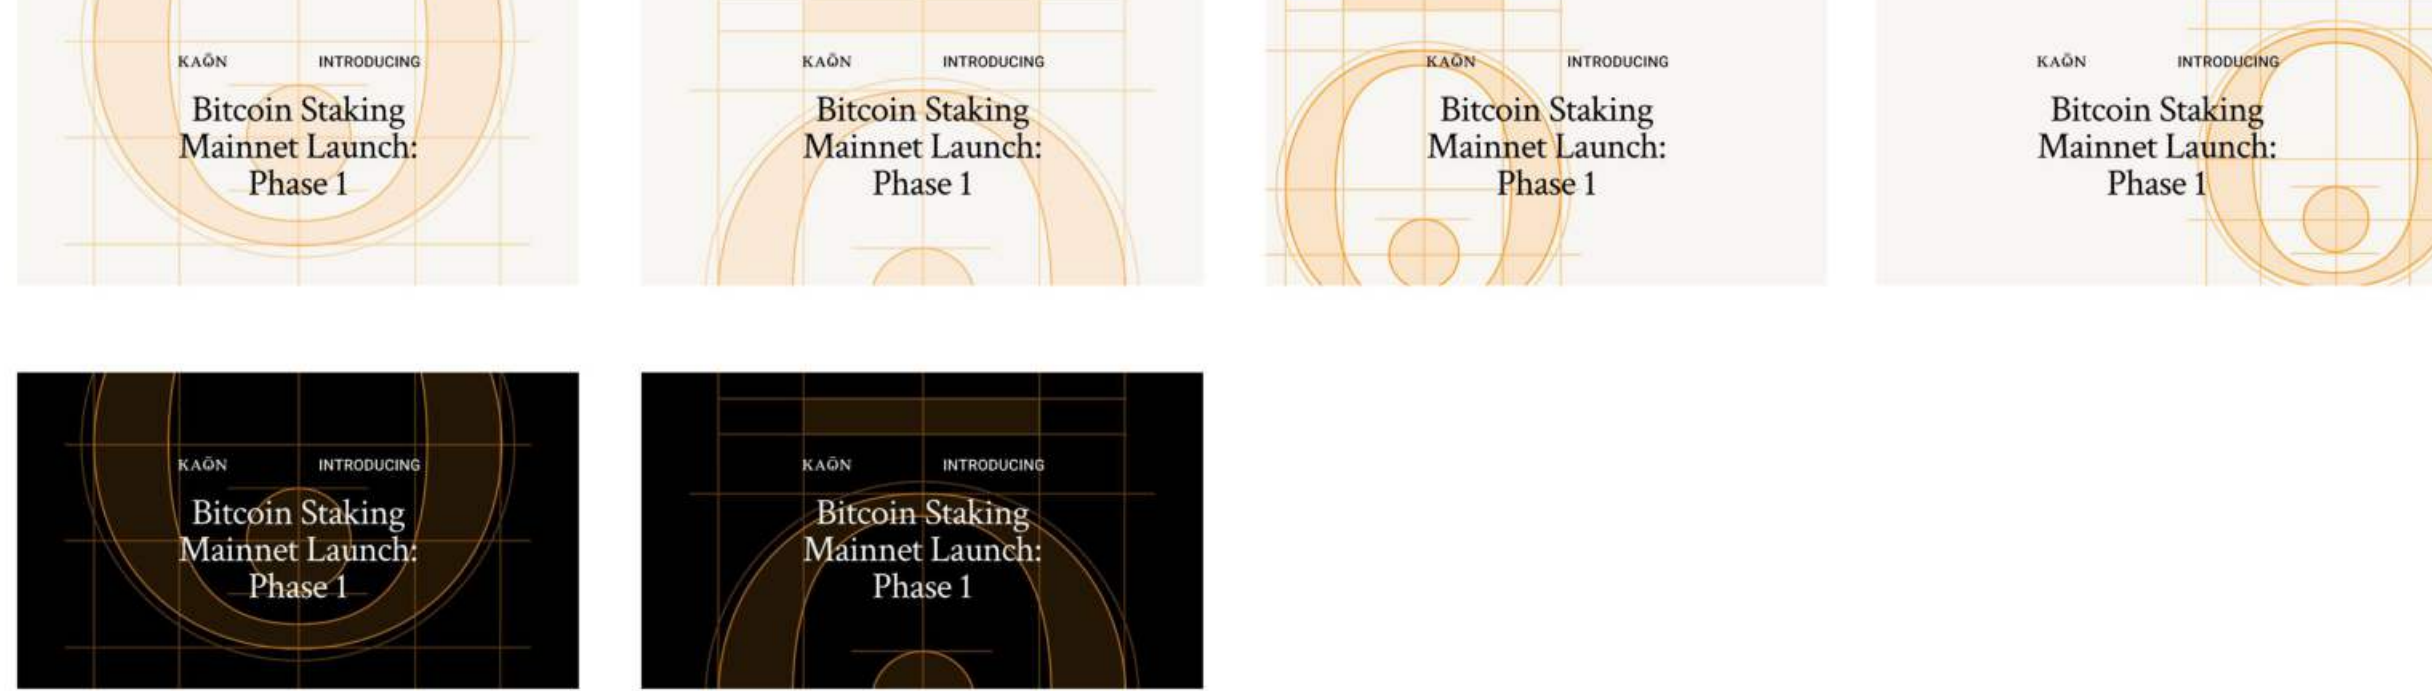 KAŌN INTRODUCING
Bitcoin Staking
Mainnet Launch:
Phase 1
KAŌN INTRODUCING
Bitcoin Staking
Mainnet Launch:
Phase 1
KAŌN INTRODUCING
Bitcoin Staking
Mainnet Launch:
Phase 1
KAŌN INTRODUCING
Bitcoin Staking
Mainnet Launch:
Phase 1
KAŌN INTRODUCING
Bitcoin Staking
Mainnet Launch:
Phase 1
KAŌN INTRODUCING
Bitcoin Staking
Mainnet Launch:
Phase 1